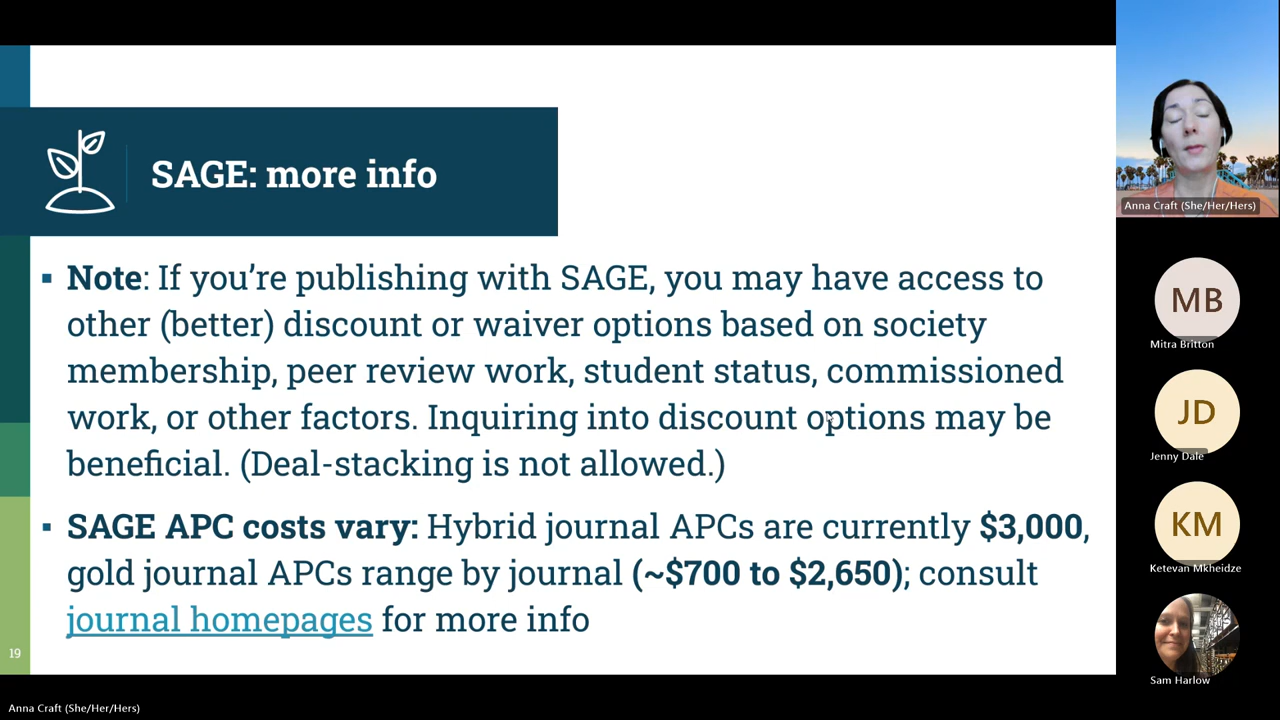 SAGE: more info
▪ Note: If you’re publishing with SAGE, you may have access to
other (better) discount or waiver options based on society
membership, peer review work, student status, commissioned
work, or other factors. Inquiring into discount options may be
beneficial. (Deal-stacking is not allowed.)
▪ SAGE APC costs vary: Hybrid journal APCs are currently $3,000,
gold journal APCs range by journal (~$700 to $2,650); consult
journal homepages for more info
19
Anna Craft (She/Her/Hers)
MB
Mitra Britton
JD
Jenny Dale
KM
Ketevan Mkheidze
Sam Harlow
Anna Craft (She/Her/Hers)